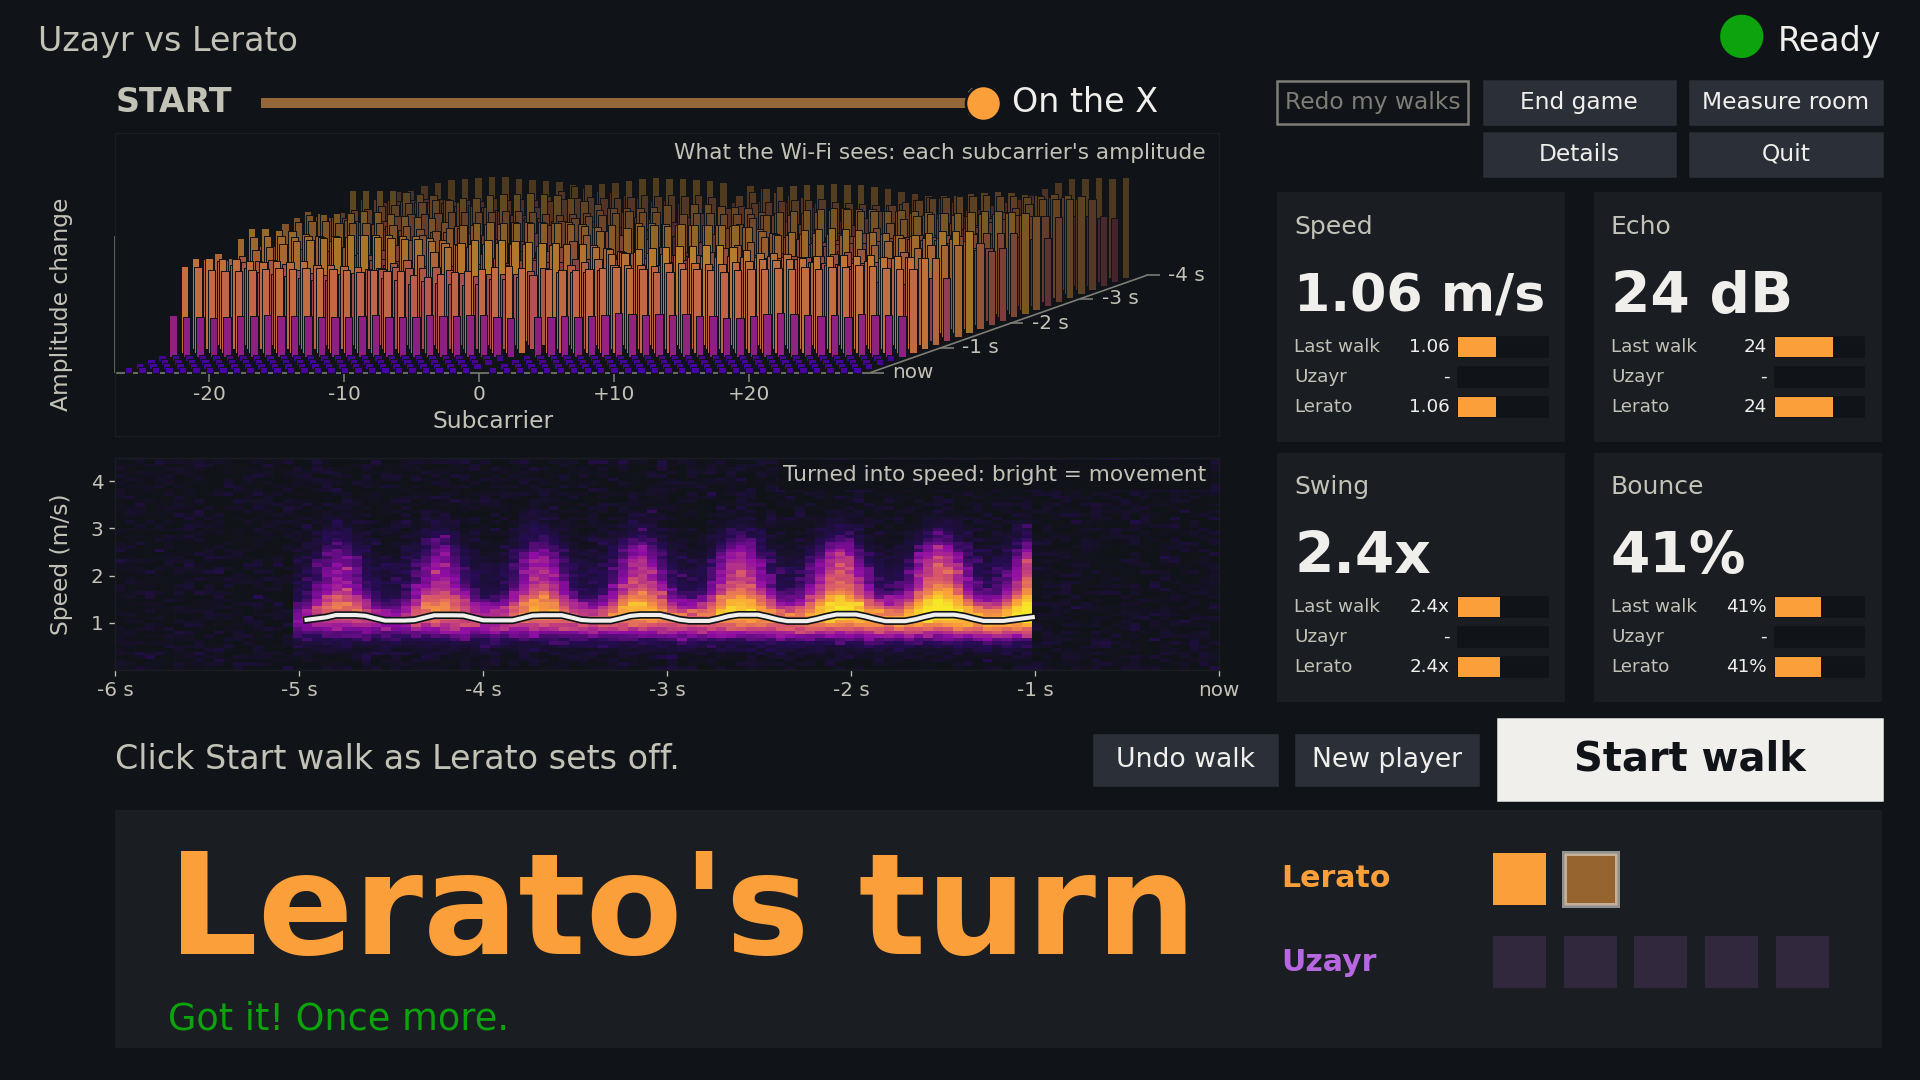 Uzayr vs Lerato
Ready
START
On the X
Redo my walks
End game
Measure room
Details
Quit
What the Wi-Fi sees: each subcarrier's amplitude
Amplitude change
-4 s
-3 s
-2 s
-1 s
now
-20
-10
0
+10
+20
Subcarrier
Turned into speed: bright = movement
Speed (m/s)
4
3
2
1
-6 s
-5 s
-4 s
-3 s
-2 s
-1 s
now
Speed
1.06 m/s
Last walk 1.06
Uzayr -
Lerato 1.06
Echo
24 dB
Last walk 24
Uzayr -
Lerato 24
Swing
2.4x
Last walk 2.4x
Uzayr -
Lerato 2.4x
Bounce
41%
Last walk 41%
Uzayr -
Lerato 41%
Click Start walk as Lerato sets off.
Undo walk
New player
Start walk
Lerato's turn
Got it! Once more.
Lerato
Uzayr